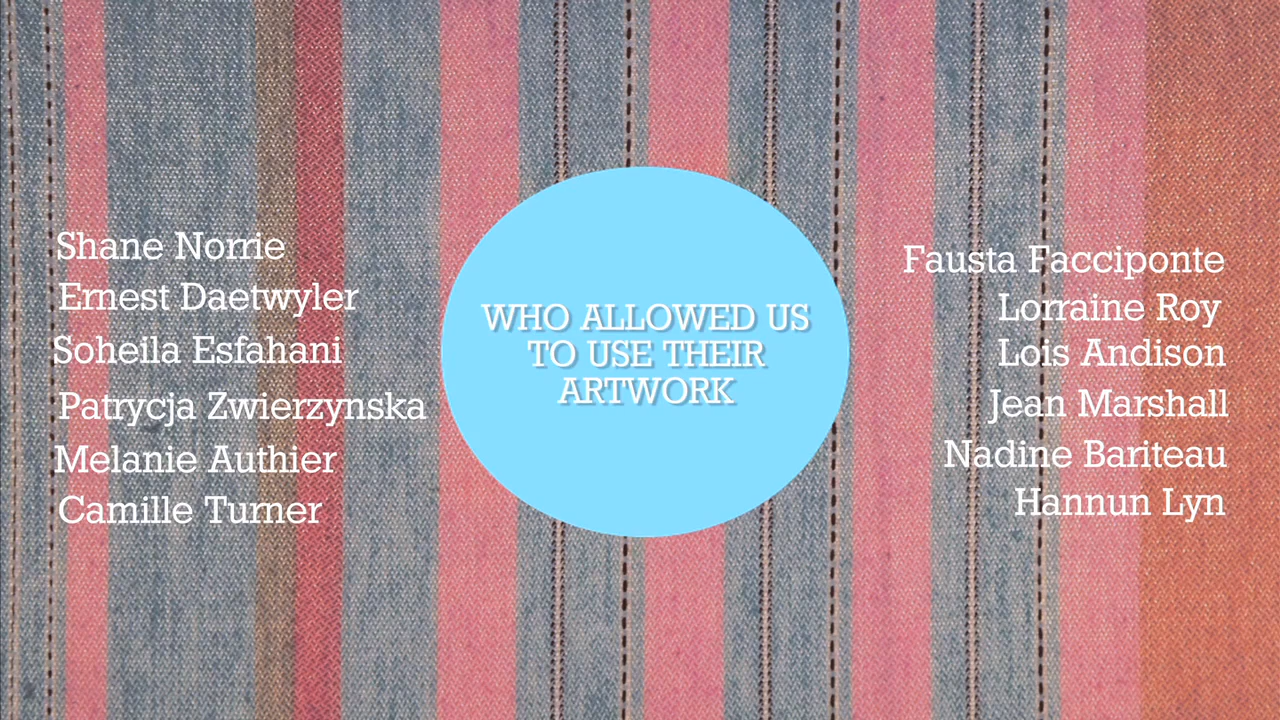 Shane Norrie
Ernest Daetwyler
Soheila Esfahani
Patrycja Zwierzynska
Melanie Authier
Camille Turner
WHO ALLOWED US
TO USE THEIR
ARTWORK
Fausta Facciponte
Lorraine Roy
Lois Andison
Jean Marshall
Nadine Bariteau
Hannun Lyn